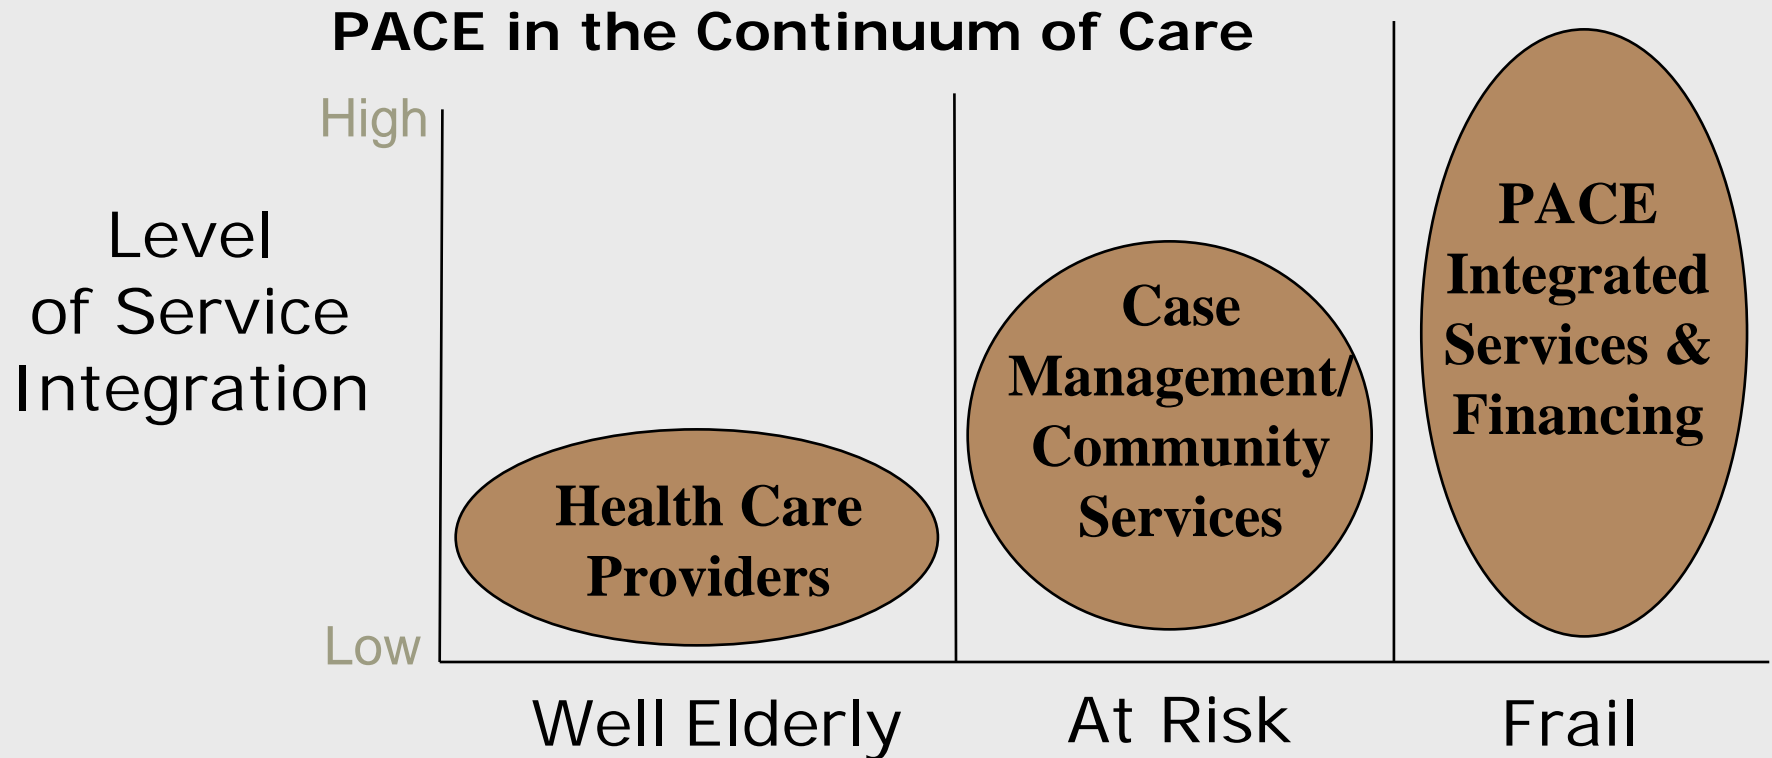 PACE in the Continuum of Care
High
Level
of Service
Integration
Low
Health Care
Providers
Case
Management/
Community
Services
PACE
Integrated
Services &
Financing
Well Elderly
At Risk
Frail